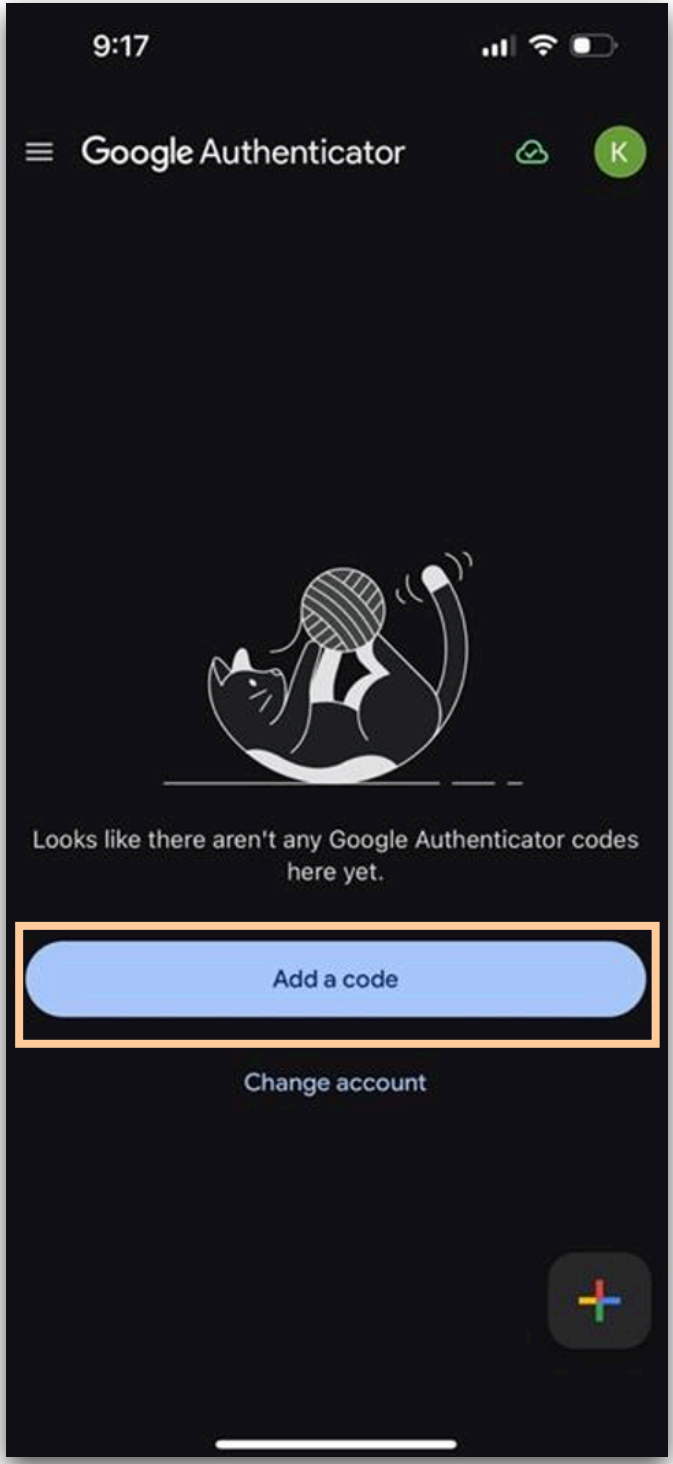 9:17
Google Authenticator
K
Looks like there aren't any Google Authenticator codes
here yet.
Add a code
Change account